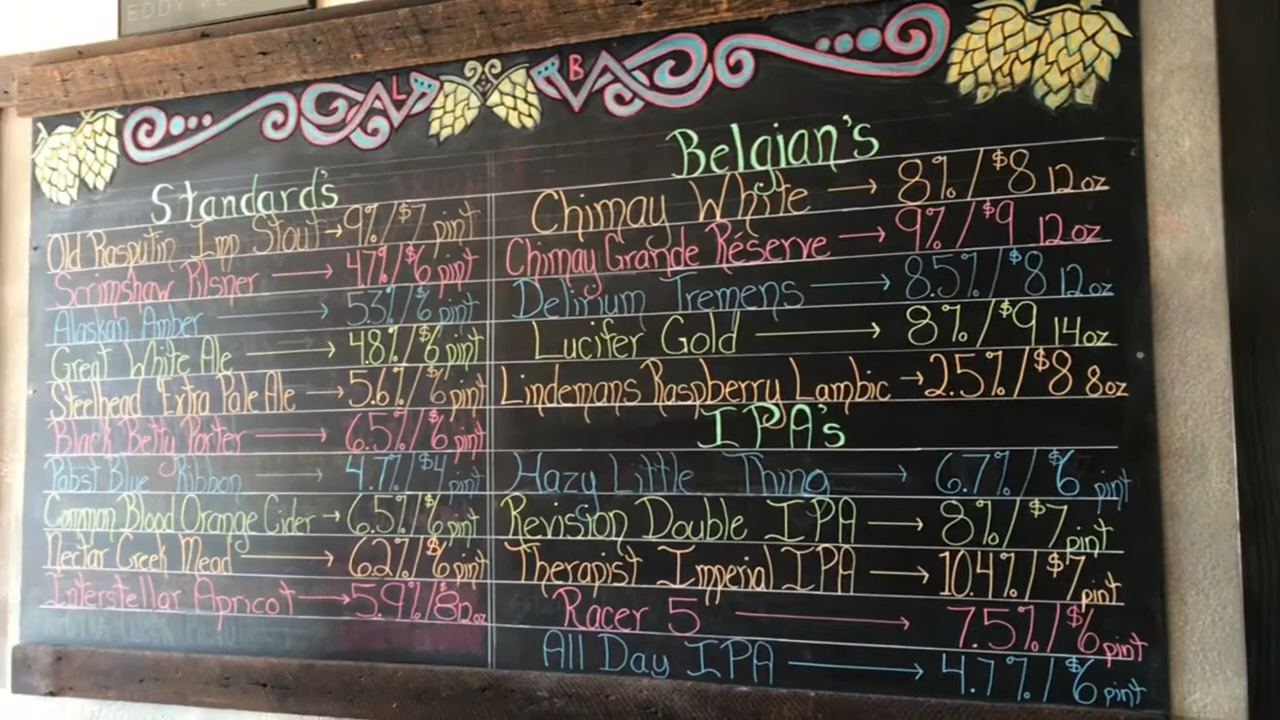 EDDY
L B
Standard's
Old Rasputin Imp Stout → 9%/$7 pint
Scrimshaw Pilsner → 4.7%/$6 pint
Alaskan Amber → 5.3%/$6 pint
Great White Ale → 4.8%/$6 pint
Steelhead Extra Pale Ale → 5.6%/$6 pint
Black Betty Porter → 6.5%/$6 pint
Pabst Blue Ribbon → 4.7%/$4 pint
Common Blood Orange Cider → 6.5%/$6 pint
Nectar Creek Mead → 6.2%/$6 pint
Interstellar Apricot → 5.9%/8 12oz
Belgian's
Chimay White → 8%/$8 12oz
Chimay Grande Réserve → 9%/$9 12oz
Delirium Tremens → 8.5%/$8 12oz
Lucifer Gold → 8%/$9 14oz
Lindemans Raspberry Lambic → 2.5%/$8 8oz
IPA's
Hazy Little Thing → 6.7%/$6 pint
Revision Double IPA → 8%/$7 pint
Therapist Imperial IPA → 10.4%/$7 pint
Racer 5 → 7.5%/$6 pint
All Day IPA → 4.7%/$6 pint